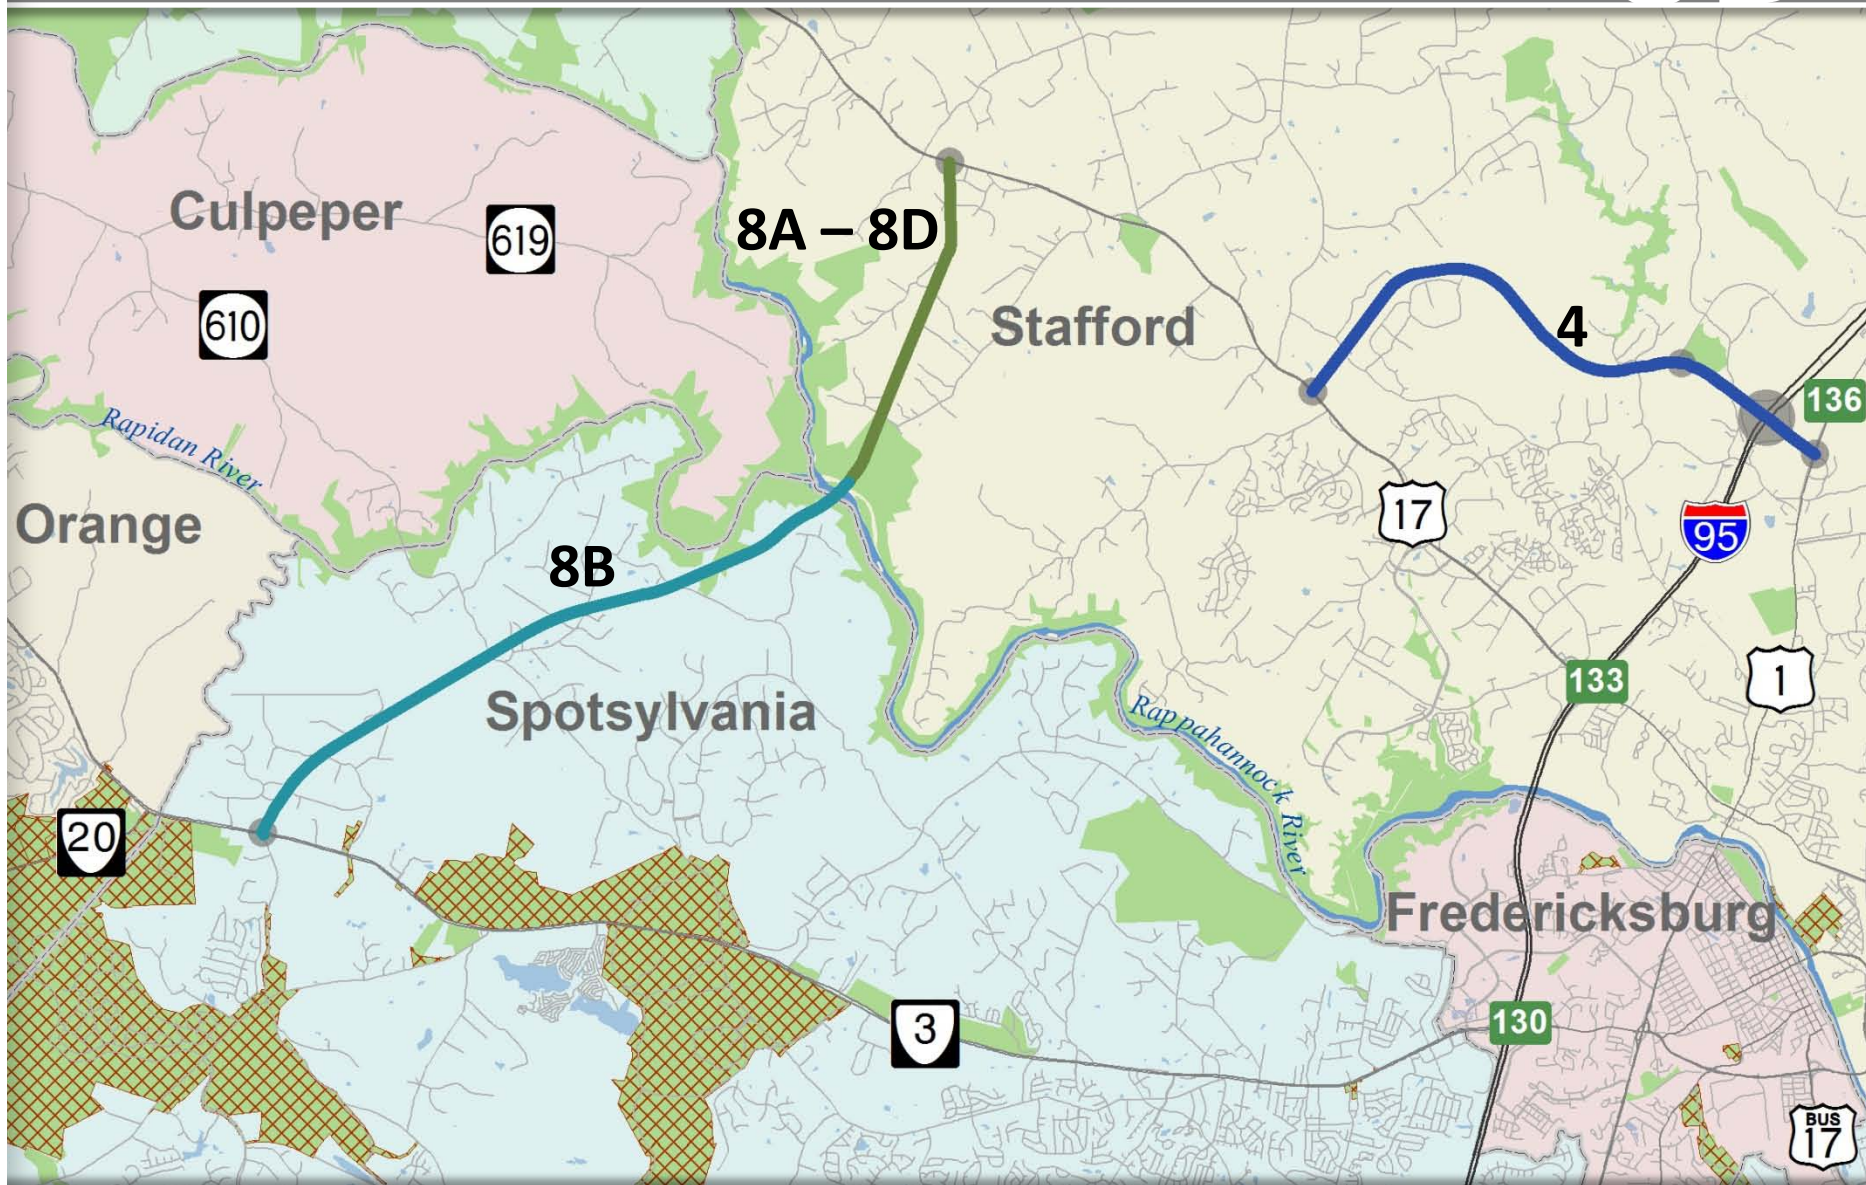 Culpeper
619
8A – 8D
610
Stafford
4
136
Rapidan River
Orange
17
95
8B
133
1
Spotsylvania
Rappahannock River
20
Fredericksburg
3
130
BUS
17